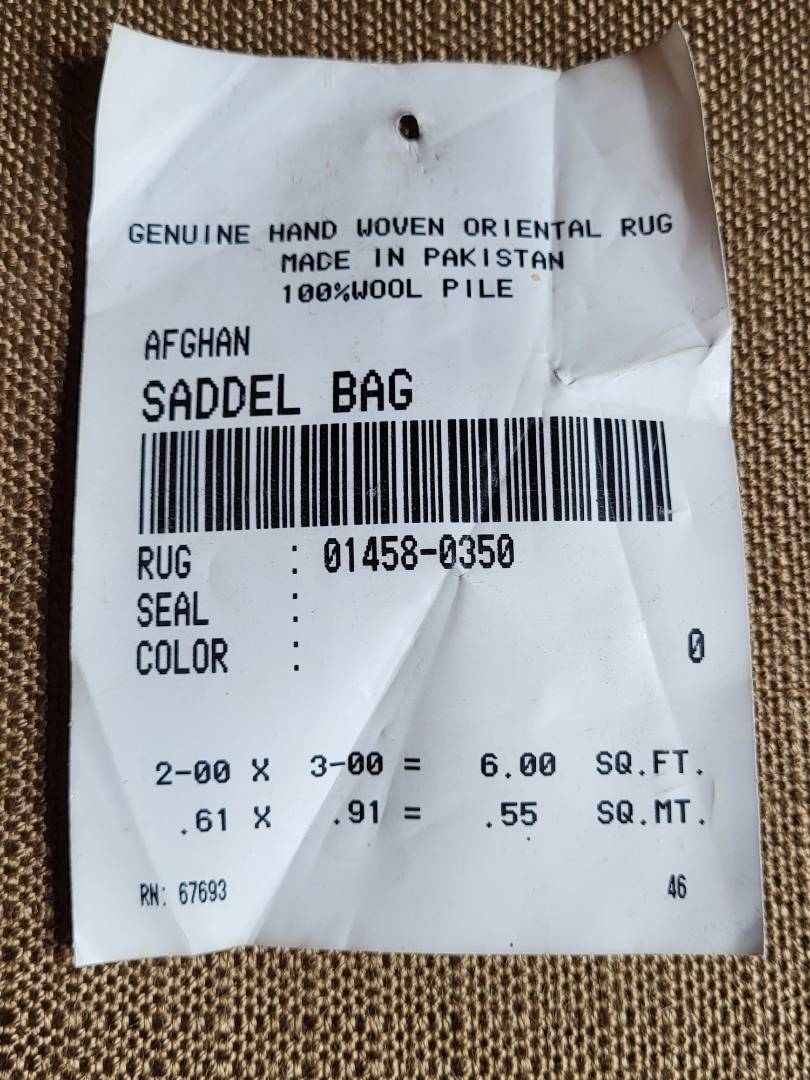 GENUINE HAND WOVEN ORIENTAL RUG
MADE IN PAKISTAN
100%WOOL PILE
AFGHAN
SADDEL BAG
RUG : 01458-0350
SEAL :
COLOR : 0
2-00 X 3-00 = 6.00 SQ.FT.
.61 X .91 = .55 SQ.MT.
RN: 67693 46